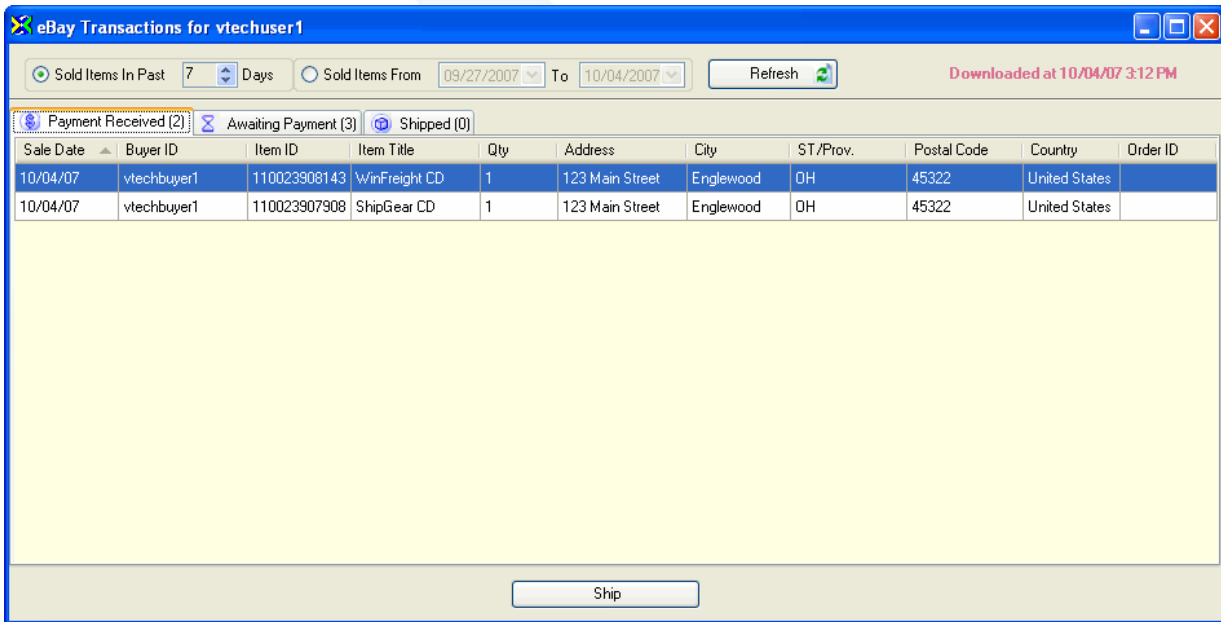 eBay Transactions for vtechuser1
Sold Items In Past 7 Days Sold Items From 09/27/2007 To 10/04/2007 Refresh Downloaded at 10/04/07 3:12 PM
Payment Received (2) Awaiting Payment (3) Shipped (0)
Sale Date Buyer ID Item ID Item Title Qty Address City ST/Prov. Postal Code Country Order ID
10/04/07 vtechbuyer1 110023908143 WinFreight CD 1 123 Main Street Englewood OH 45322 United States
10/04/07 vtechbuyer1 110023907908 ShipGear CD 1 123 Main Street Englewood OH 45322 United States
Ship